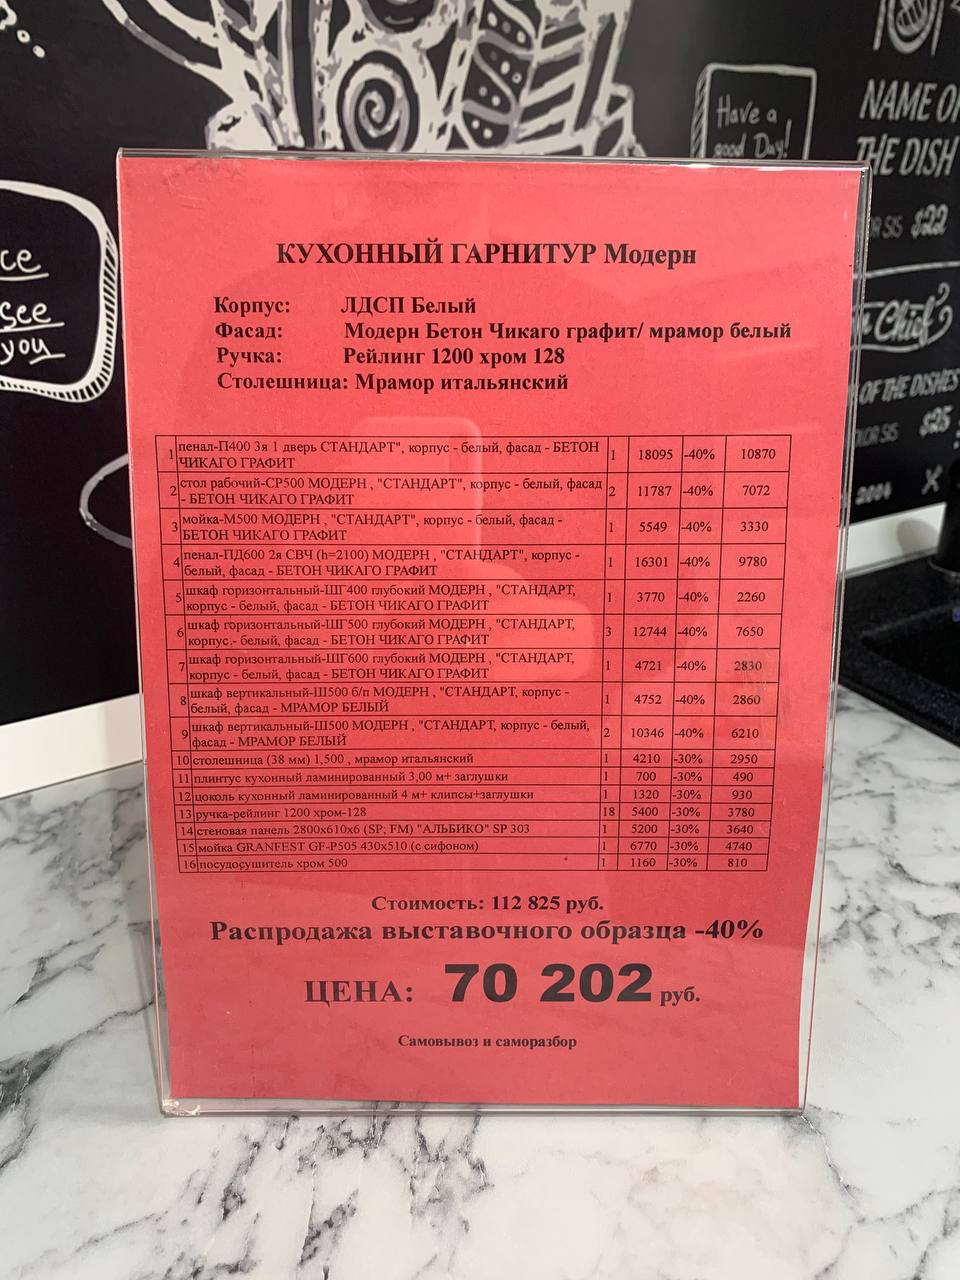 Have a
good Day!
NAME OF
THE DISH
$22
ce
see
you
Chief
OF THE DISHES
$25
КУХОННЫЙ ГАРНИТУР Модерн
Корпус: ЛДСП Белый
Фасад: Модерн Бетон Чикаго графит/ мрамор белый
Ручка: Рейлинг 1200 хром 128
Столешница: Мрамор итальянский
1 пенал-П400 3я 1 дверь СТАНДАРТ", корпус - белый, фасад - БЕТОН 1 18095 -40% 10870
ЧИКАГО ГРАФИТ
2 стол рабочий-СР500 МОДЕРН , "СТАНДАРТ", корпус - белый, фасад 2 11787 -40% 7072
- БЕТОН ЧИКАГО ГРАФИТ
3 мойка-М500 МОДЕРН , "СТАНДАРТ", корпус - белый, фасад - 1 5549 -40% 3330
БЕТОН ЧИКАГО ГРАФИТ
4 пенал-ПД600 2я СВЧ (h=2100) МОДЕРН , "СТАНДАРТ", корпус - 1 16301 -40% 9780
белый, фасад - БЕТОН ЧИКАГО ГРАФИТ
5 шкаф горизонтальный-ШГ400 глубокий МОДЕРН , "СТАНДАРТ, 1 3770 -40% 2260
корпус - белый, фасад - БЕТОН ЧИКАГО ГРАФИТ
6 шкаф горизонтальный-ШГ500 глубокий МОДЕРН , "СТАНДАРТ, 3 12744 -40% 7650
корпус - белый, фасад - БЕТОН ЧИКАГО ГРАФИТ
7 шкаф горизонтальный-ШГ600 глубокий МОДЕРН , "СТАНДАРТ, 1 4721 -40% 2830
корпус - белый, фасад - БЕТОН ЧИКАГО ГРАФИТ
8 шкаф вертикальный-Ш500 б/п МОДЕРН , "СТАНДАРТ, корпус - 1 4752 -40% 2860
белый, фасад - МРАМОР БЕЛЫЙ
9 шкаф вертикальный-Ш500 МОДЕРН , "СТАНДАРТ, корпус - белый, 2 10346 -40% 6210
фасад - МРАМОР БЕЛЫЙ
10 столешница (38 мм) 1,500 , мрамор итальянский 1 4210 -30% 2950
11 плинтус кухонный ламинированный 3,00 м+ заглушки 1 700 -30% 490
12 цоколь кухонный ламинированный 4 м+ клипсы+заглушки 1 1320 -30% 930
13 ручка-рейлинг 1200 хром-128 18 5400 -30% 3780
14 стеновая панель 2800х610х6 (SP; FM) "АЛЬБИКО" SP 303 1 5200 -30% 3640
15 мойка GRANFEST GF-P505 430х510 (с сифоном) 1 6770 -30% 4740
16 посудосушитель хром 500 1 1160 -30% 810
Стоимость: 112 825 руб.
Распродажа выставочного образца -40%
ЦЕНА: 70 202 руб.
Самовывоз и саморазбор